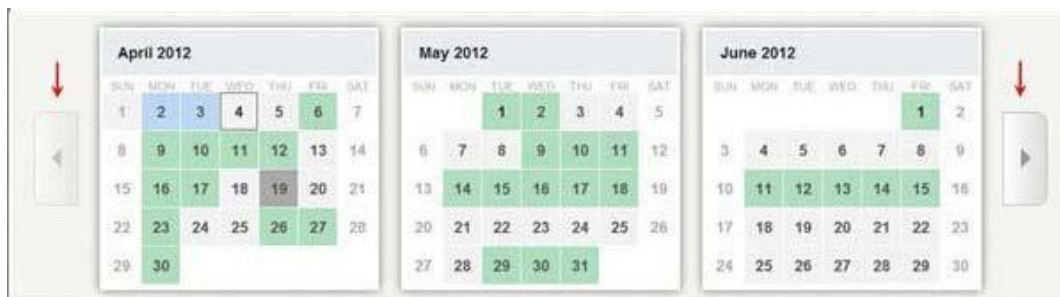 April 2012
SUN MON TUE WED THU FRI SAT
1 2 3 4 5 6 7
8 9 10 11 12 13 14
15 16 17 18 19 20 21
22 23 24 25 26 27 28
29 30
May 2012
SUN MON TUE WED THU FRI SAT
1 2 3 4 5
6 7 8 9 10 11 12
13 14 15 16 17 18 19
20 21 22 23 24 25 26
27 28 29 30 31
June 2012
SUN MON TUE WED THU FRI SAT
1 2
3 4 5 6 7 8 9
10 11 12 13 14 15 16
17 18 19 20 21 22 23
24 25 26 27 28 29 30